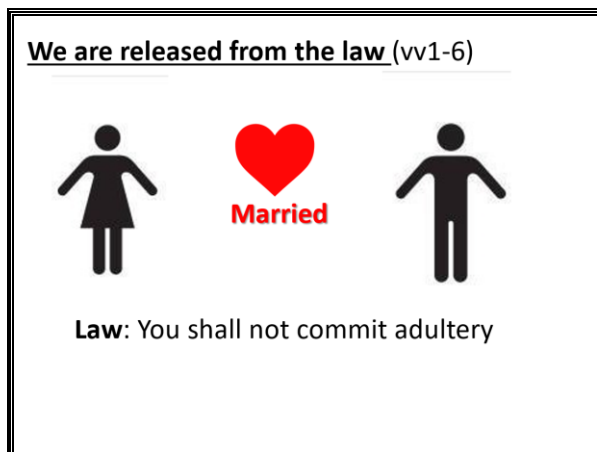 We are released from the law (vv1-6)
Married
Law: You shall not commit adultery